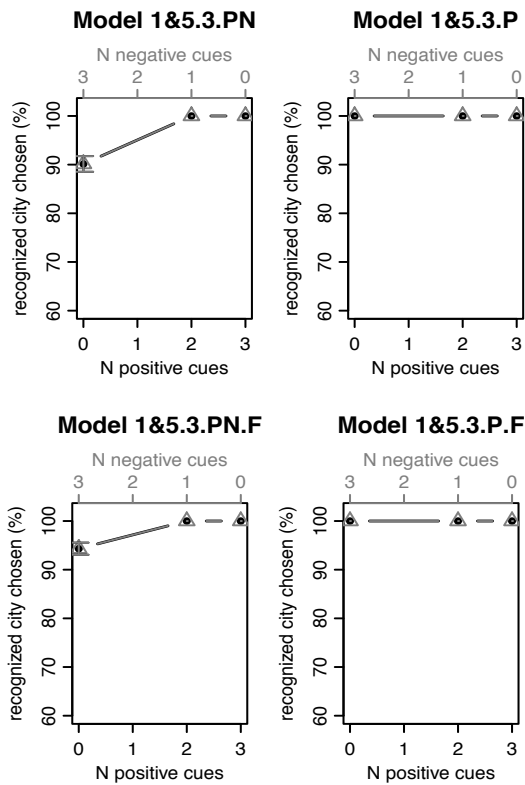 Model 1&5.3.PN
N negative cues
3 2 1 0
recognized city chosen (%)
100
90
80
70
60
0 1 2 3
N positive cues
Model 1&5.3.P
N negative cues
3 2 1 0
recognized city chosen (%)
100
90
80
70
60
0 1 2 3
N positive cues
Model 1&5.3.PN.F
N negative cues
3 2 1 0
recognized city chosen (%)
100
90
80
70
60
0 1 2 3
N positive cues
Model 1&5.3.P.F
N negative cues
3 2 1 0
recognized city chosen (%)
100
90
80
70
60
0 1 2 3
N positive cues